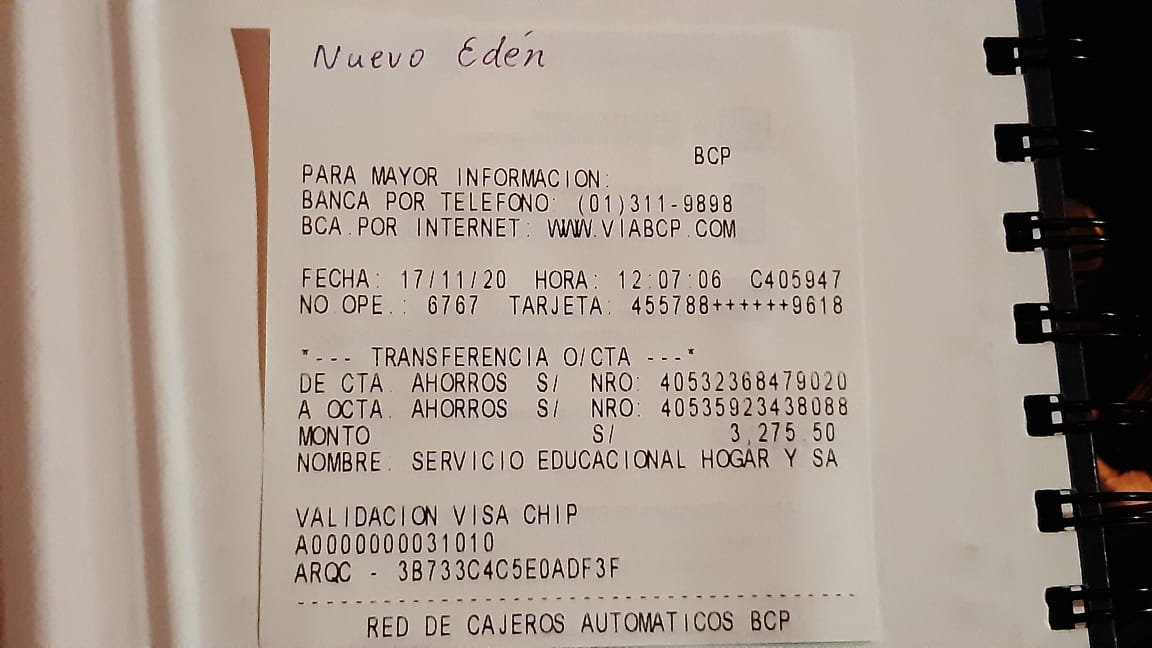 Nuevo Edén
BCP
PARA MAYOR INFORMACION:
BANCA POR TELEFONO: (01)311-9898
BCA.POR INTERNET: WWW.VIABCP.COM
FECHA: 17/11/20 HORA: 12:07:06 C405947
NO OPE.: 6767 TARJETA: 455788++++++9618
*--- TRANSFERENCIA O/CTA ---*
DE CTA. AHORROS S/ NRO: 40532368479020
A OCTA. AHORROS S/ NRO: 40535923438088
MONTO S/ 3,275.50
NOMBRE: SERVICIO EDUCACIONAL HOGAR Y SA
VALIDACION VISA CHIP
A0000000031010
ARQC - 3B733C4C5E0ADF3F
RED DE CAJEROS AUTOMATICOS BCP